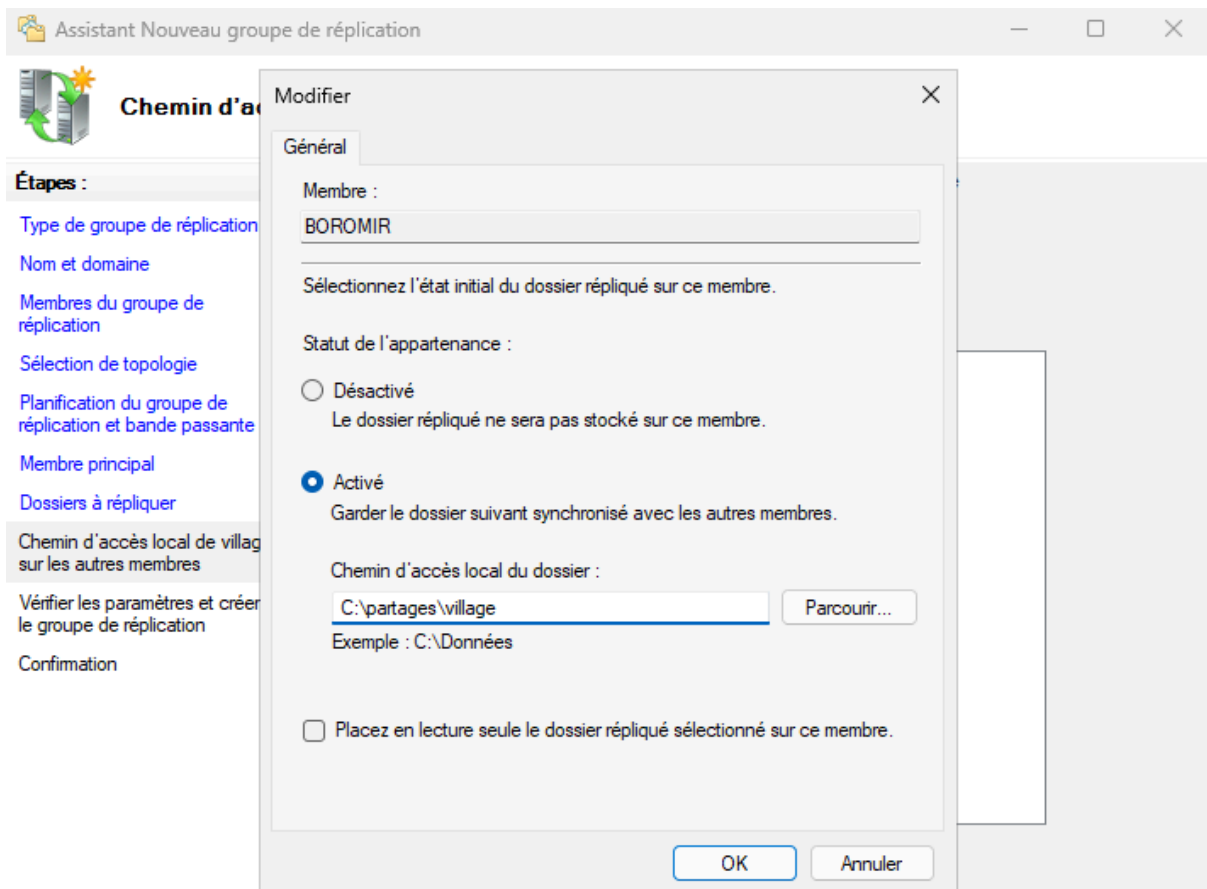 Assistant Nouveau groupe de réplication
Chemin d'a
Étapes :
Type de groupe de réplication
Nom et domaine
Membres du groupe de
réplication
Sélection de topologie
Planification du groupe de
réplication et bande passante
Membre principal
Dossiers à répliquer
Chemin d'accès local de villag
sur les autres membres
Vérifier les paramètres et créer
le groupe de réplication
Confirmation
Modifier
Général
Membre :
BOROMIR
Sélectionnez l'état initial du dossier répliqué sur ce membre.
Statut de l'appartenance :
Désactivé
Le dossier répliqué ne sera pas stocké sur ce membre.
Activé
Garder le dossier suivant synchronisé avec les autres membres.
Chemin d'accès local du dossier :
C:\partages\village
Parcourir...
Exemple : C:\Données
Placez en lecture seule le dossier répliqué sélectionné sur ce membre.
OK
Annuler